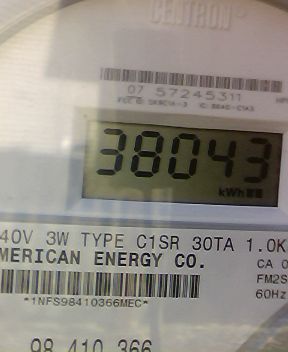 CENTRON®
07 57245311
38043
kWh
40V 3W TYPE C1SR 30TA 1.0K
MERICAN ENERGY CO.
CA 0
FM2S
60Hz
*1NFS98410366MEC*
98 410 366